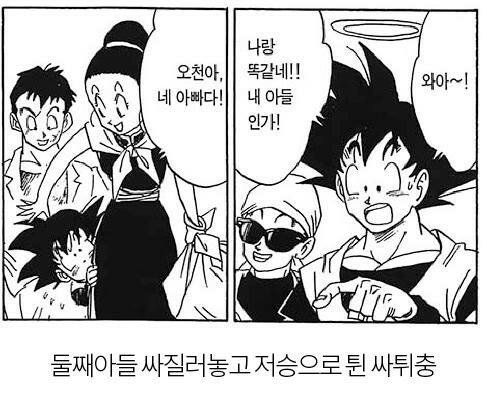 오천아,
네 아빠다!
와아~!
나랑
똑같네!!
내 아들
인가!
둘째아들 싸질러놓고 저승으로 튄 싸튀충